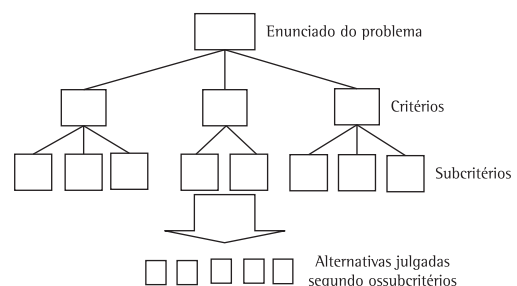 Enunciado do problema
Critérios
Subcritérios
Alternativas julgadas
segundo ossubcritérios